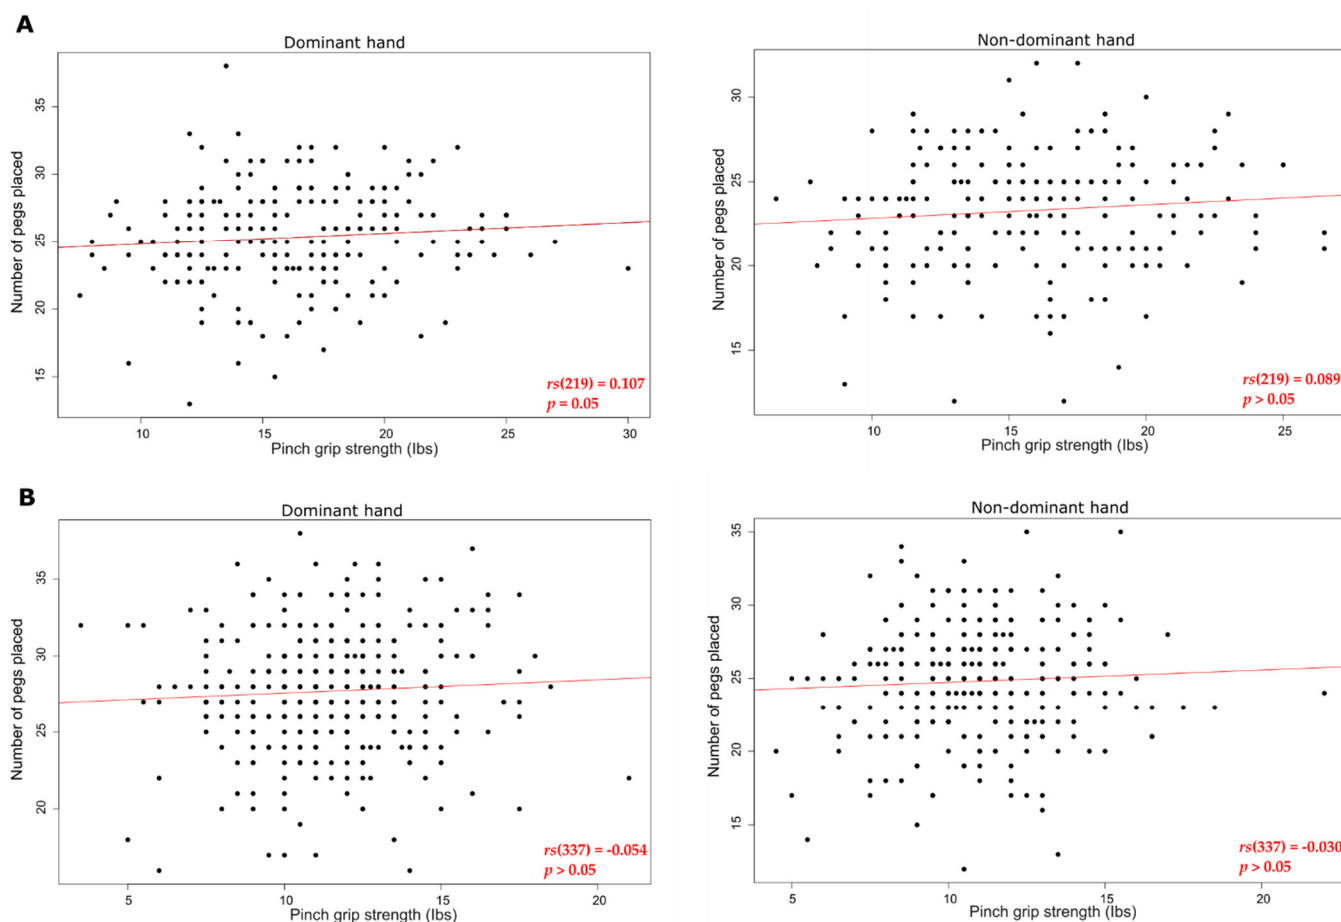 A
Dominant hand
Number of pegs placed
35
30
25
20
15
10
15
20
25
30
Pinch grip strength (lbs)
rs(219) = 0.107
p = 0.05
Non-dominant hand
Number of pegs placed
30
25
20
15
10
15
20
25
Pinch grip strength (lbs)
rs(219) = 0.089
p > 0.05
B
Dominant hand
Number of pegs placed
35
30
25
20
5
10
15
20
Pinch grip strength (lbs)
rs(337) = -0.054
p > 0.05
Non-dominant hand
Number of pegs placed
35
30
25
20
15
5
10
15
20
Pinch grip strength (lbs)
rs(337) = -0.030
p > 0.05